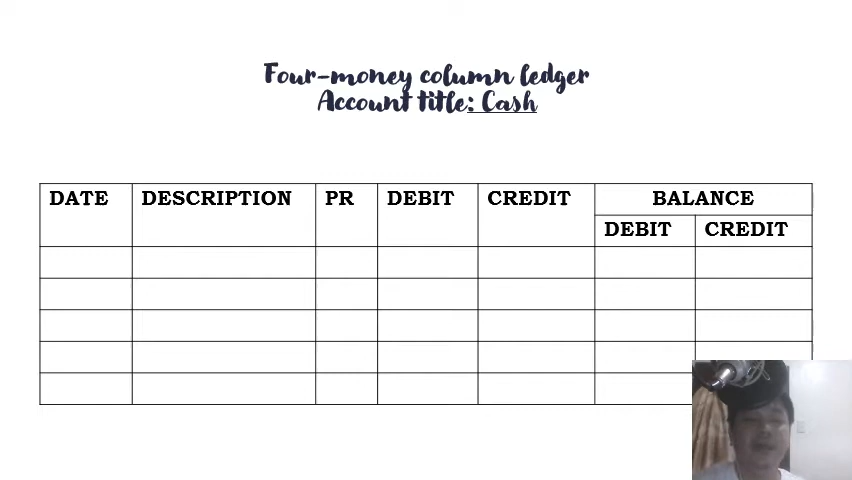 Four-money column ledger
Account title: Cash
DATE DESCRIPTION PR DEBIT CREDIT BALANCE
DEBIT CREDIT